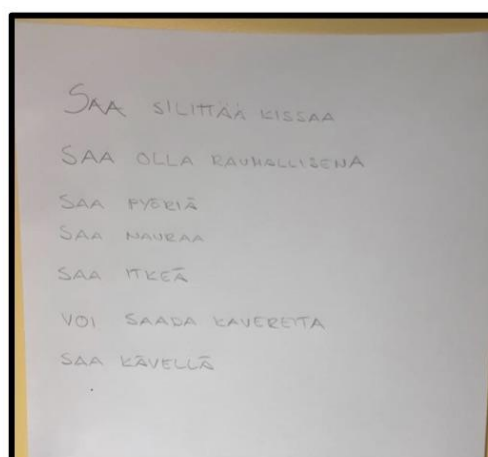 SAA SILITTÄÄ KISSAA
SAA OLLA RAUHALLISENA
SAA PYÖRIÄ
SAA NAURAA
SAA ITKEÄ
VOI SAADA KAVEREITA
SAA KÄVELLÄ